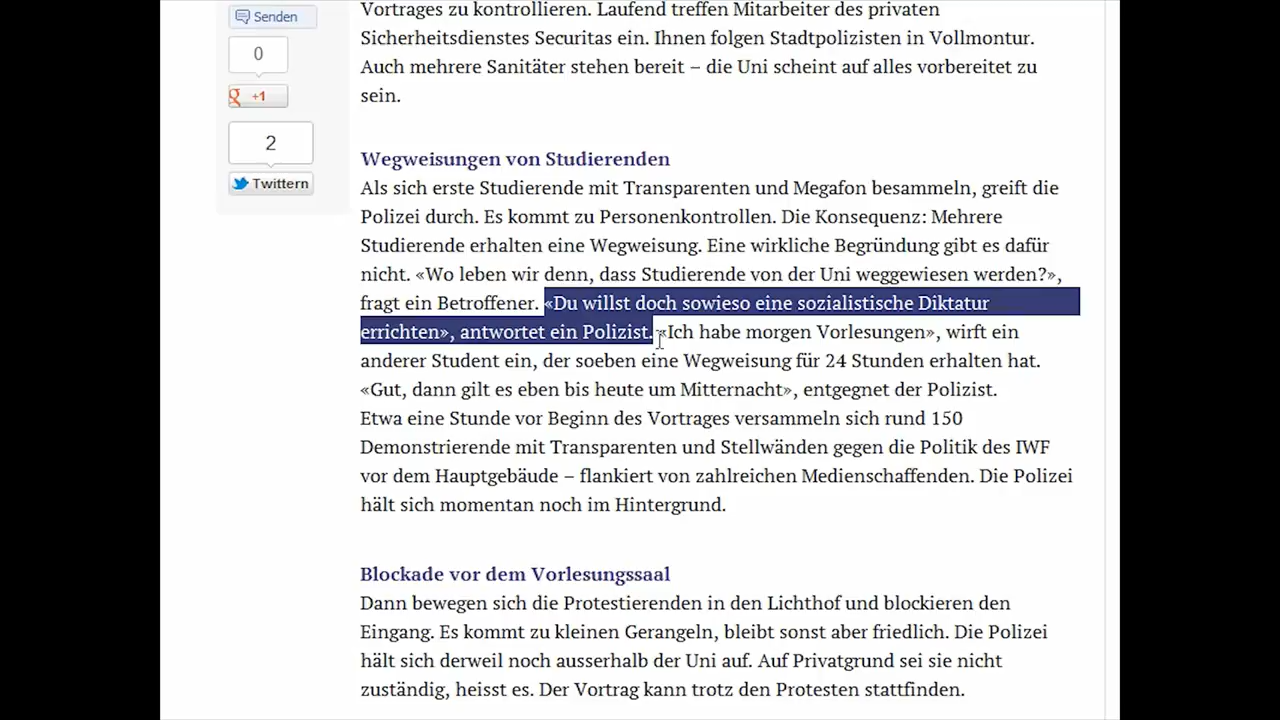 Senden
0
+1
2
Twittern
Vortrages zu kontrollieren. Laufend treffen Mitarbeiter des privaten
Sicherheitsdienstes Securitas ein. Ihnen folgen Stadtpolizisten in Vollmontur.
Auch mehrere Sanitäter stehen bereit – die Uni scheint auf alles vorbereitet zu
sein.
Wegweisungen von Studierenden
Als sich erste Studierende mit Transparenten und Megafon besammeln, greift die
Polizei durch. Es kommt zu Personenkontrollen. Die Konsequenz: Mehrere
Studierende erhalten eine Wegweisung. Eine wirkliche Begründung gibt es dafür
nicht. «Wo leben wir denn, dass Studierende von der Uni weggewiesen werden?»,
fragt ein Betroffener. «Du willst doch sowieso eine sozialistische Diktatur
errichten», antwortet ein Polizist. «Ich habe morgen Vorlesungen», wirft ein
anderer Student ein, der soeben eine Wegweisung für 24 Stunden erhalten hat.
«Gut, dann gilt es eben bis heute um Mitternacht», entgegnet der Polizist.
Etwa eine Stunde vor Beginn des Vortrages versammeln sich rund 150
Demonstrierende mit Transparenten und Stellwänden gegen die Politik des IWF
vor dem Hauptgebäude – flankiert von zahlreichen Medienschaffenden. Die Polizei
hält sich momentan noch im Hintergrund.
Blockade vor dem Vorlesungssaal
Dann bewegen sich die Protestierenden in den Lichthof und blockieren den
Eingang. Es kommt zu kleinen Gerangeln, bleibt sonst aber friedlich. Die Polizei
hält sich derweil noch ausserhalb der Uni auf. Auf Privatgrund sei sie nicht
zuständig, heisst es. Der Vortrag kann trotz den Protesten stattfinden.